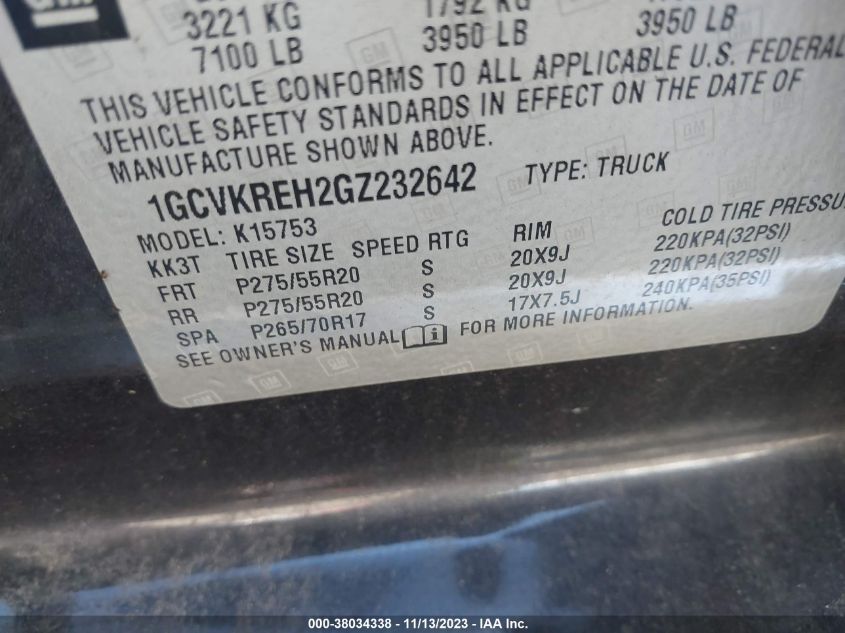 GM
3221 KG 1792 KG
7100 LB 3950 LB 3950 LB
THIS VEHICLE CONFORMS TO ALL APPLICABLE U.S. FEDERAL
VEHICLE SAFETY STANDARDS IN EFFECT ON THE DATE OF
MANUFACTURE SHOWN ABOVE.
1GCVKREH2GZ232642 TYPE: TRUCK
MODEL: K15753
KK3T TIRE SIZE SPEED RTG RIM COLD TIRE PRESSU
FRT P275/55R20 S 20X9J 220KPA(32PSI)
RR P275/55R20 S 20X9J 220KPA(32PSI)
SPA P265/70R17 S 17X7.5J 240KPA(35PSI)
SEE OWNER'S MANUAL FOR MORE INFORMATION.
000-38034338 - 11/13/2023 - IAA Inc.